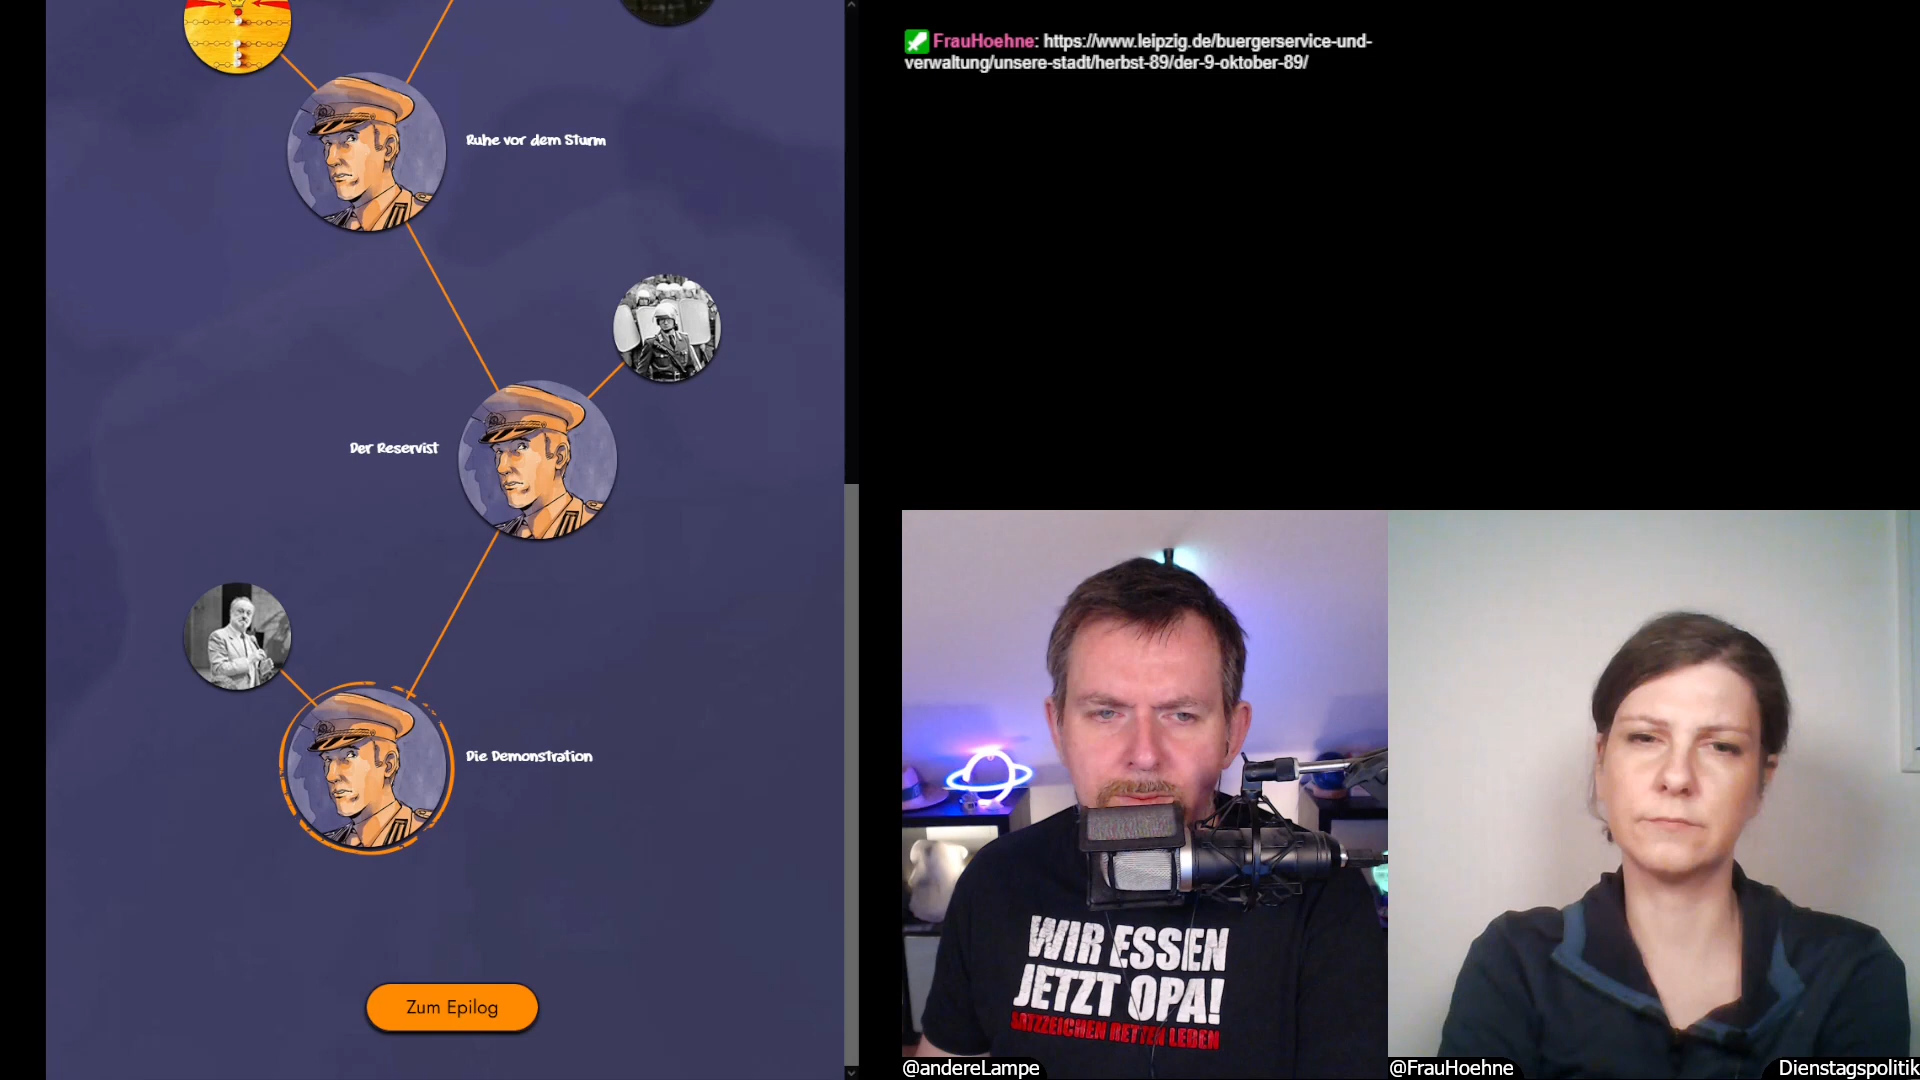 Ruhe vor dem Sturm
Der Reservist
Die Demonstration
Zum Epilog
FrauHoehne: https://www.leipzig.de/buergerservice-und-
verwaltung/unsere-stadt/herbst-89/der-9-oktober-89/
WIR ESSEN
JETZT OPA!
SATZZEICHEN RETTEN LEBEN
@andereLampe
@FrauHoehne
Dienstagspolitik